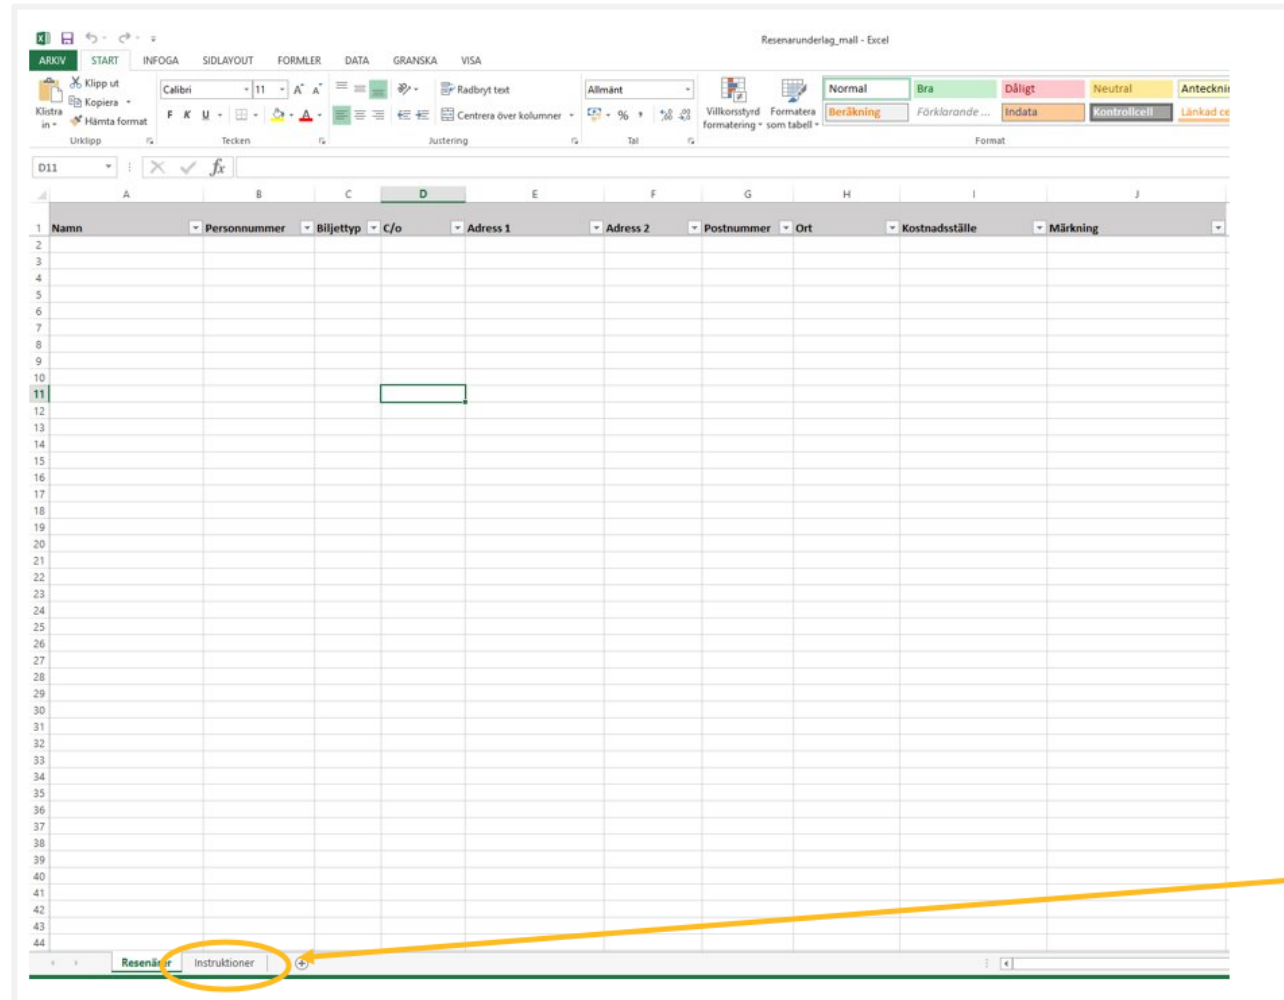 Resenarunderlag_mall - Excel
ARKIV START INFOGA SIDLAYOUT FORMLER DATA GRANSKA VISA
Klistra in
Klipp ut
Kopiera
Hämta format
Urklipp
Calibri 11 A A
F K U A
Tecken
Radbryt text
Centrera över kolumner
Justering
Allmänt
%
Tal
Villkorsstyrd formatering
Formatera som tabell
Normal Bra Dåligt Neutral Antecknin
Beräkning Förklarande ... Indata Kontrollcell Länkad ce
Format
D11 fx
A B C D E F G H I J
1 Namn Personnummer Biljettyp C/o Adress 1 Adress 2 Postnummer Ort Kostnadsställe Märkning
2
3
4
5
6
7
8
9
10
11
12
13
14
15
16
17
18
19
20
21
22
23
24
25
26
27
28
29
30
31
32
33
34
35
36
37
38
39
40
41
42
43
44
Resenärer Instruktioner